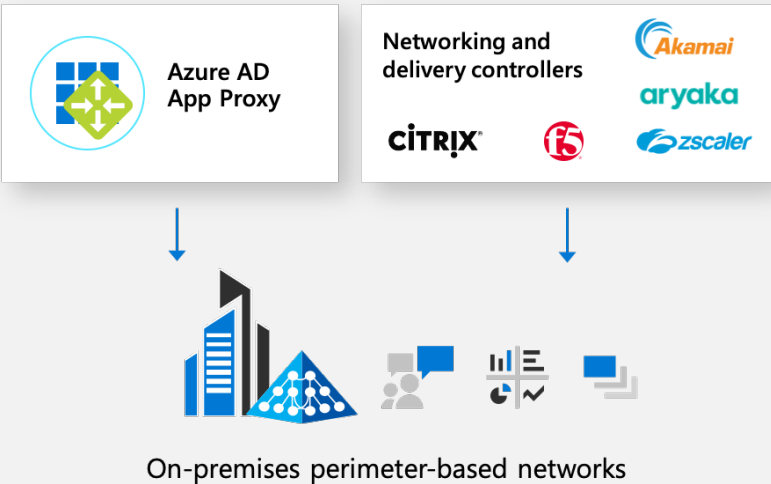 Azure AD
App Proxy
Networking and
delivery controllers
Akamai
aryaka
CITRIX
f5
zscaler
On-premises perimeter-based networks